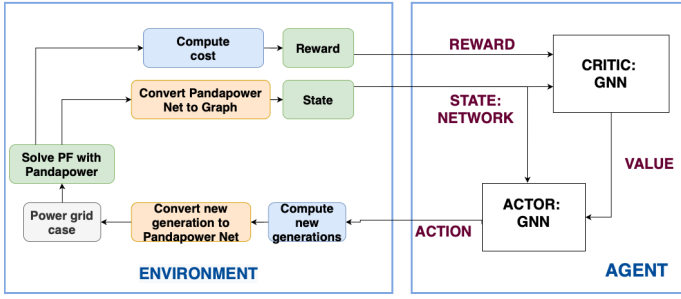 Compute
cost
Reward
REWARD
CRITIC:
GNN
Convert Pandapower
Net to Graph
State
STATE:
NETWORK
Solve PF with
Pandapower
VALUE
Power grid
case
Convert new
generation to
Pandapower Net
Compute
new
generations
ACTION
ACTOR:
GNN
ENVIRONMENT
AGENT